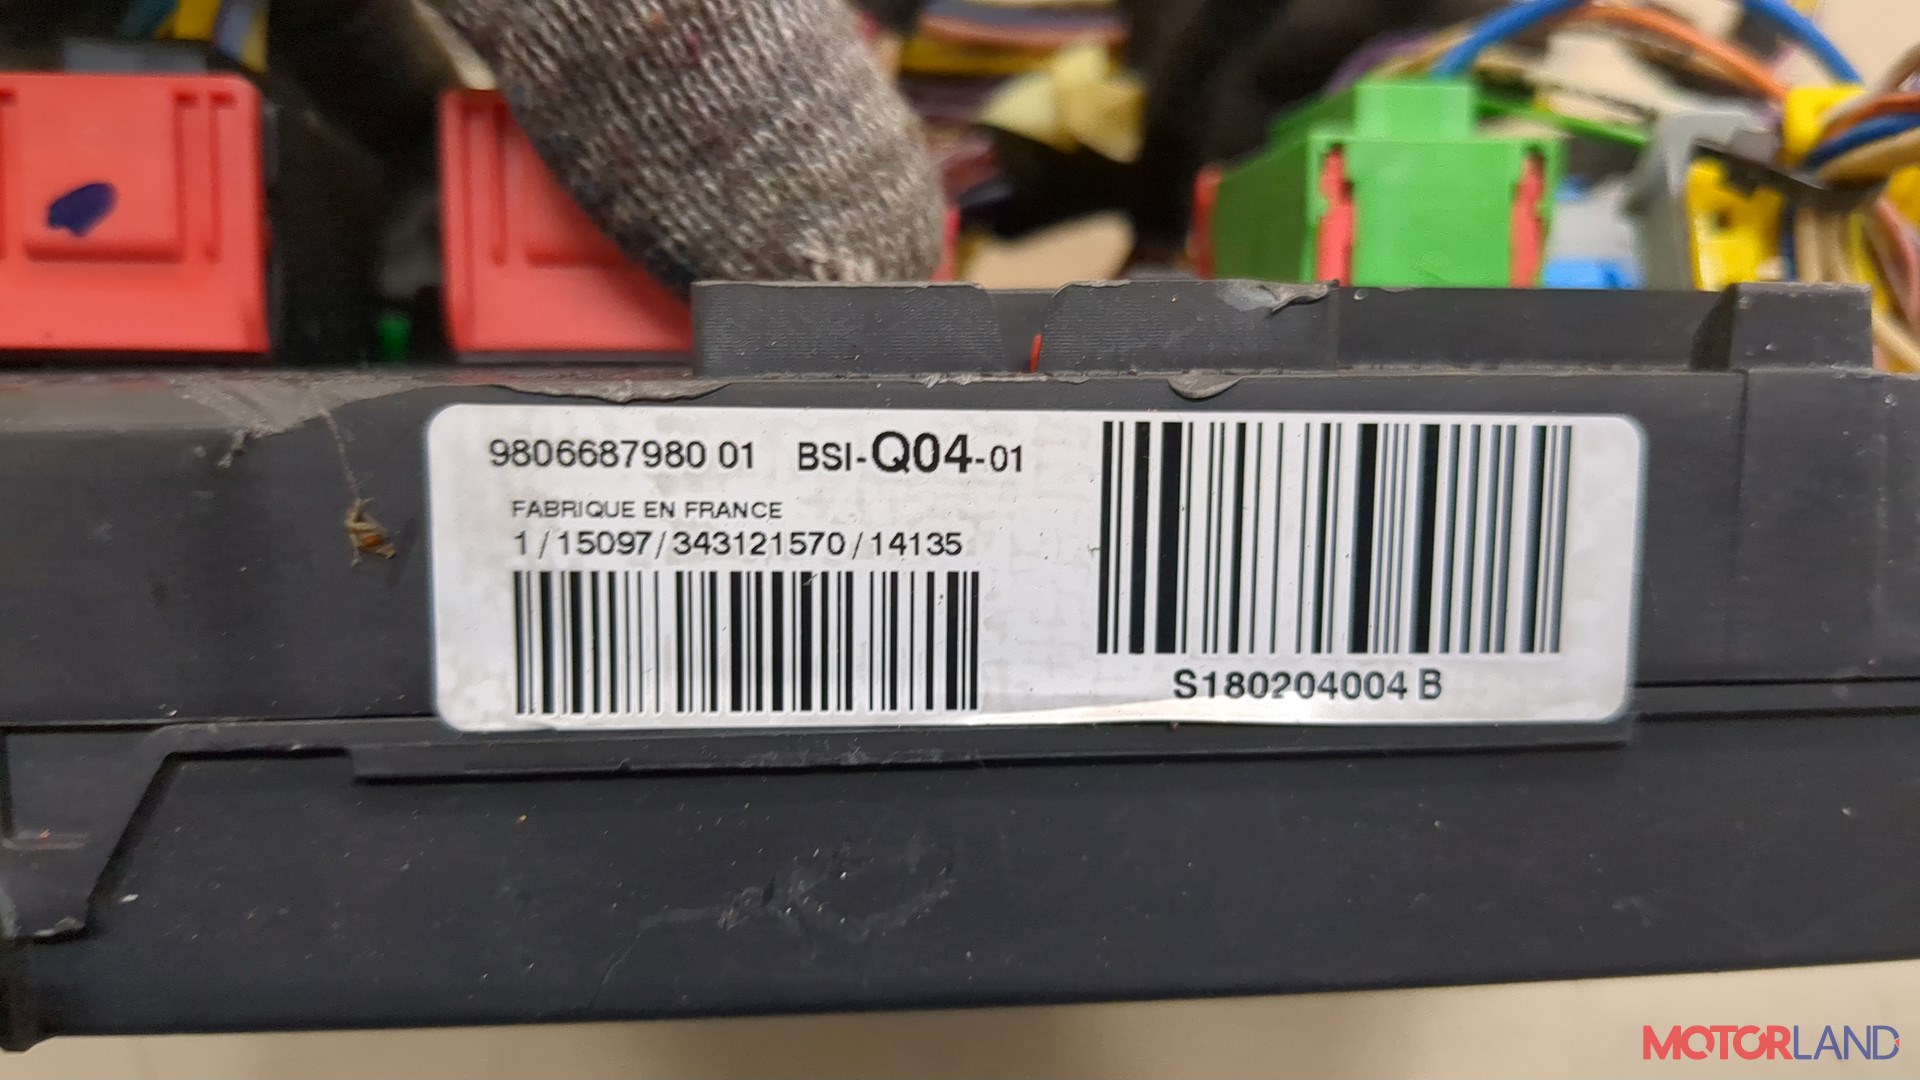 9806687980 01 BSI-Q04-01
FABRIQUE EN FRANCE
1/15097/343121570/14135
S180204004 B
MOTORLAND